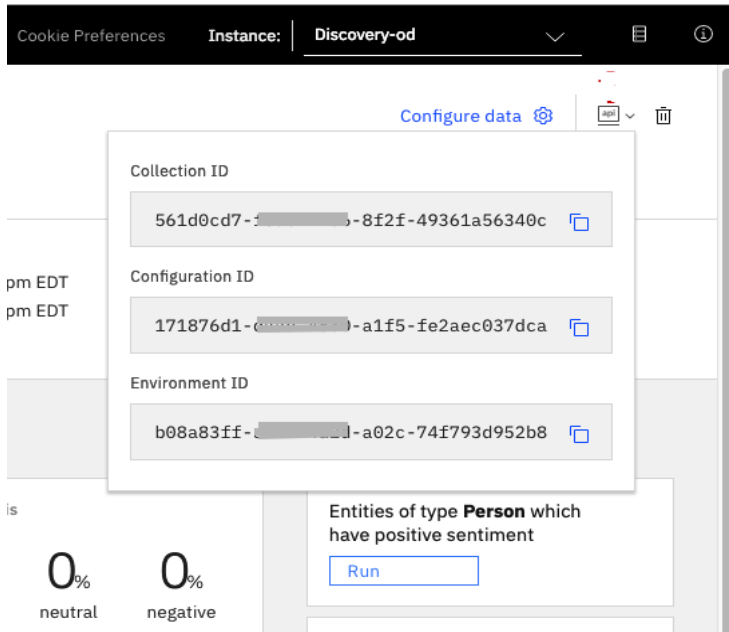 Cookie Preferences Instance: Discovery-od
Configure data api
Collection ID
561d0cd7- -8f2f-49361a56340c
pm EDT
Configuration ID
pm EDT
171876d1- -a1f5-fe2aec037dca
Environment ID
b08a83ff- -a02c-74f793d952b8
is
Entities of type Person which
have positive sentiment
0% 0%
Run
neutral negative